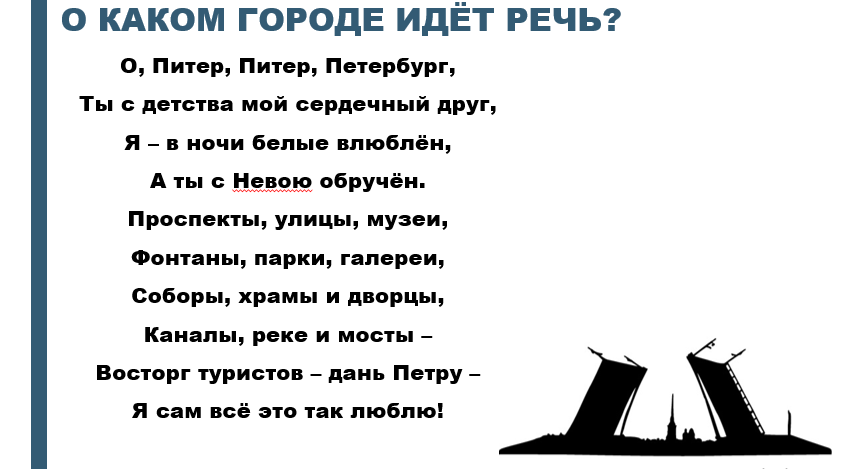 О КАКОМ ГОРОДЕ ИДЁТ РЕЧЬ?
О, Питер, Питер, Петербург,
Ты с детства мой сердечный друг,
Я – в ночи белые влюблён,
А ты с Невою обручён.
Проспекты, улицы, музеи,
Фонтаны, парки, галереи,
Соборы, храмы и дворцы,
Каналы, реке и мосты –
Восторг туристов – дань Петру –
Я сам всё это так люблю!